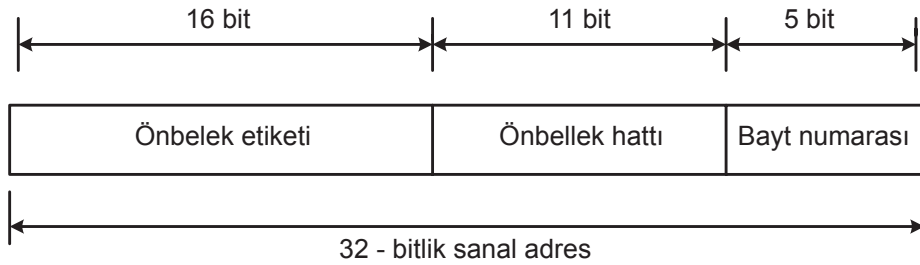 16 bit 11 bit 5 bit
Önbelek etiketi Önbellek hattı Bayt numarası
32 - bitlik sanal adres